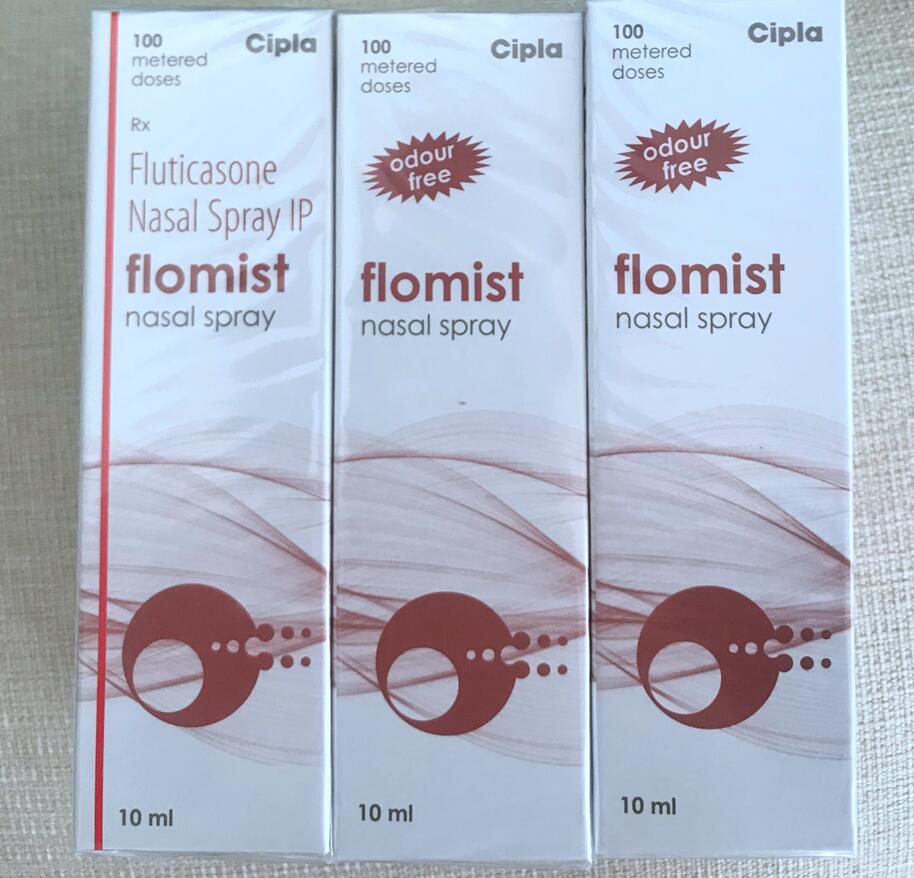 100
metered
doses
Cipla
Rx
Fluticasone
Nasal Spray IP
flomist
nasal spray
10 ml
100
metered
doses
Cipla
odour
free
flomist
nasal spray
10 ml
100
metered
doses
Cipla
odour
free
flomist
nasal spray
10 ml